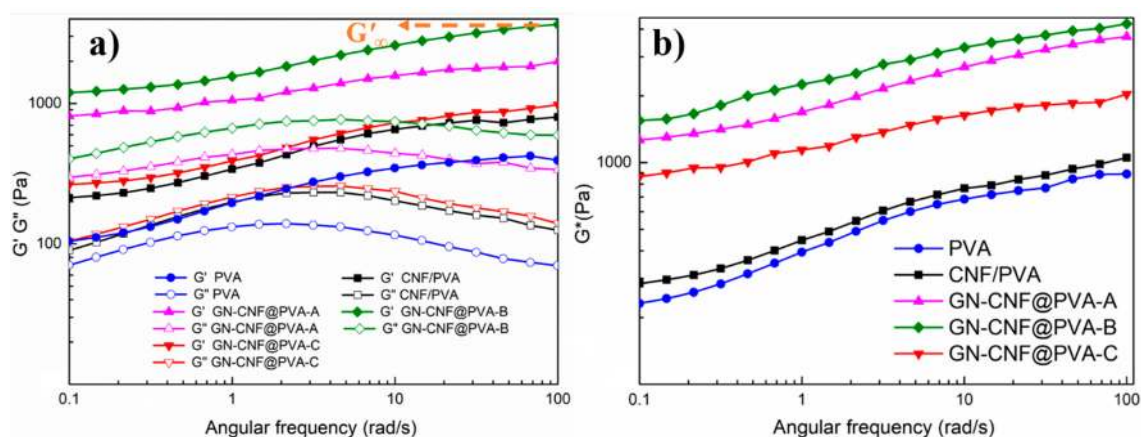 a)
G'∞
G' G" (Pa)
1000
100
G' PVA
G" PVA
G' GN-CNF@PVA-A
G" GN-CNF@PVA-A
G' GN-CNF@PVA-C
G" GN-CNF@PVA-C
G' CNF/PVA
G" CNF/PVA
G' GN-CNF@PVA-B
G" GN-CNF@PVA-B
0.1 1 10 100
Angular frequency (rad/s)
b)
G*(Pa)
1000
PVA
CNF/PVA
GN-CNF@PVA-A
GN-CNF@PVA-B
GN-CNF@PVA-C
0.1 1 10 100
Angular frequency (rad/s)